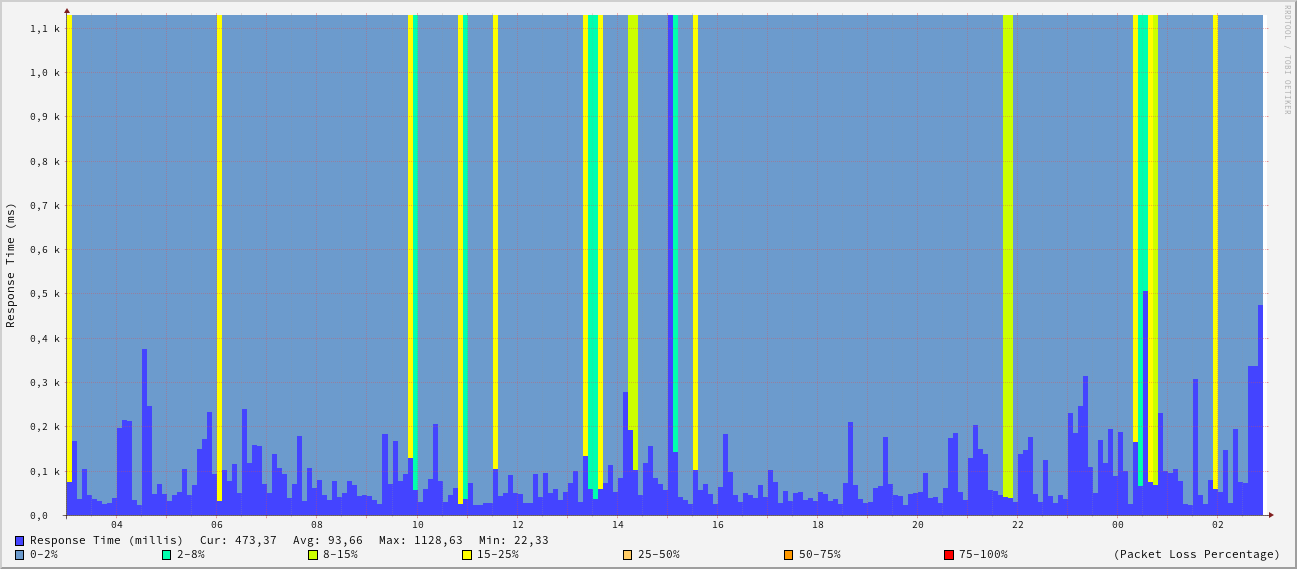 RRDTOOL / TOBI OETIKER
Response Time (ms)
1,1 k
1,0 k
0,9 k
0,8 k
0,7 k
0,6 k
0,5 k
0,4 k
0,3 k
0,2 k
0,1 k
0,0
04 06 08 10 12 14 16 18 20 22 00 02
Response Time (millis) Cur: 473,37 Avg: 93,66 Max: 1128,63 Min: 22,33
0-2% 2-8% 8-15% 15-25% 25-50% 50-75% 75-100% (Packet Loss Percentage)